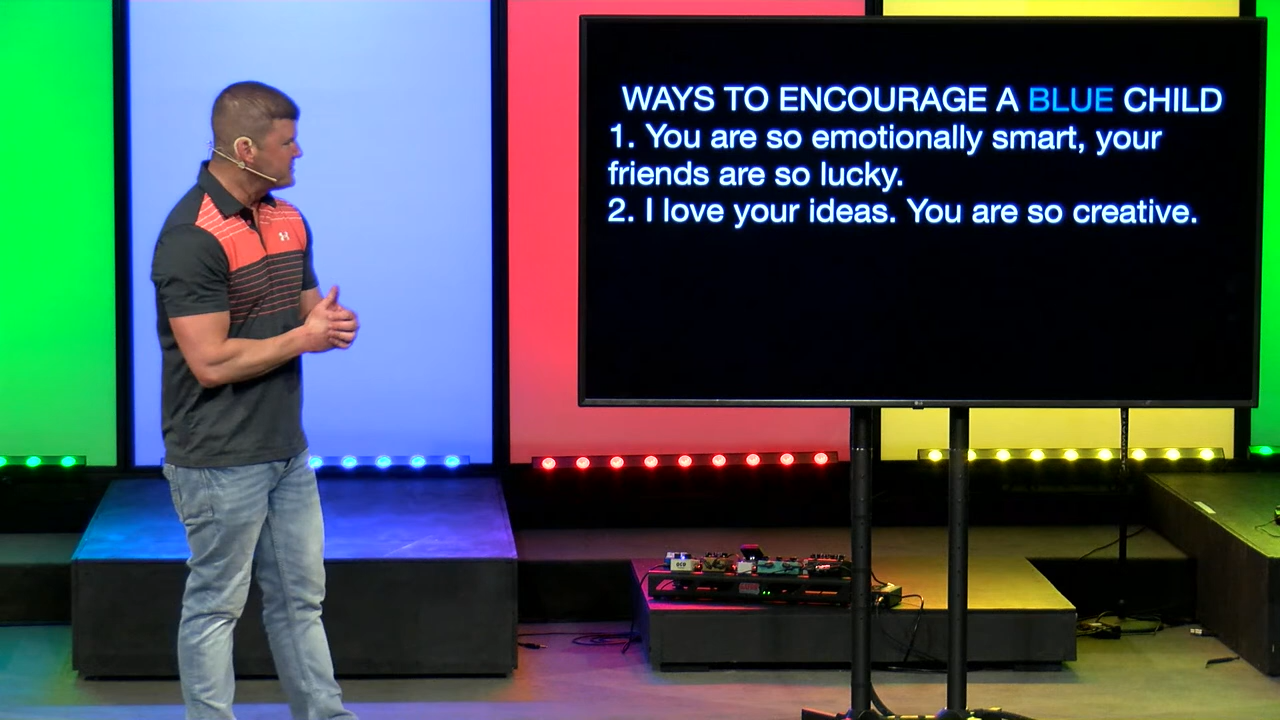 WAYS TO ENCOURAGE A BLUE CHILD
1. You are so emotionally smart, your
friends are so lucky.
2. I love your ideas. You are so creative.